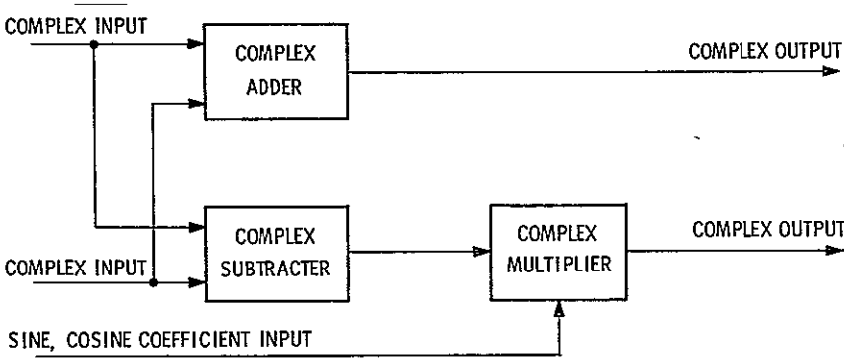 COMPLEX INPUT
COMPLEX
ADDER
COMPLEX OUTPUT
COMPLEX INPUT
COMPLEX
SUBTRACTER
COMPLEX
MULTIPLIER
COMPLEX OUTPUT
SINE, COSINE COEFFICIENT INPUT